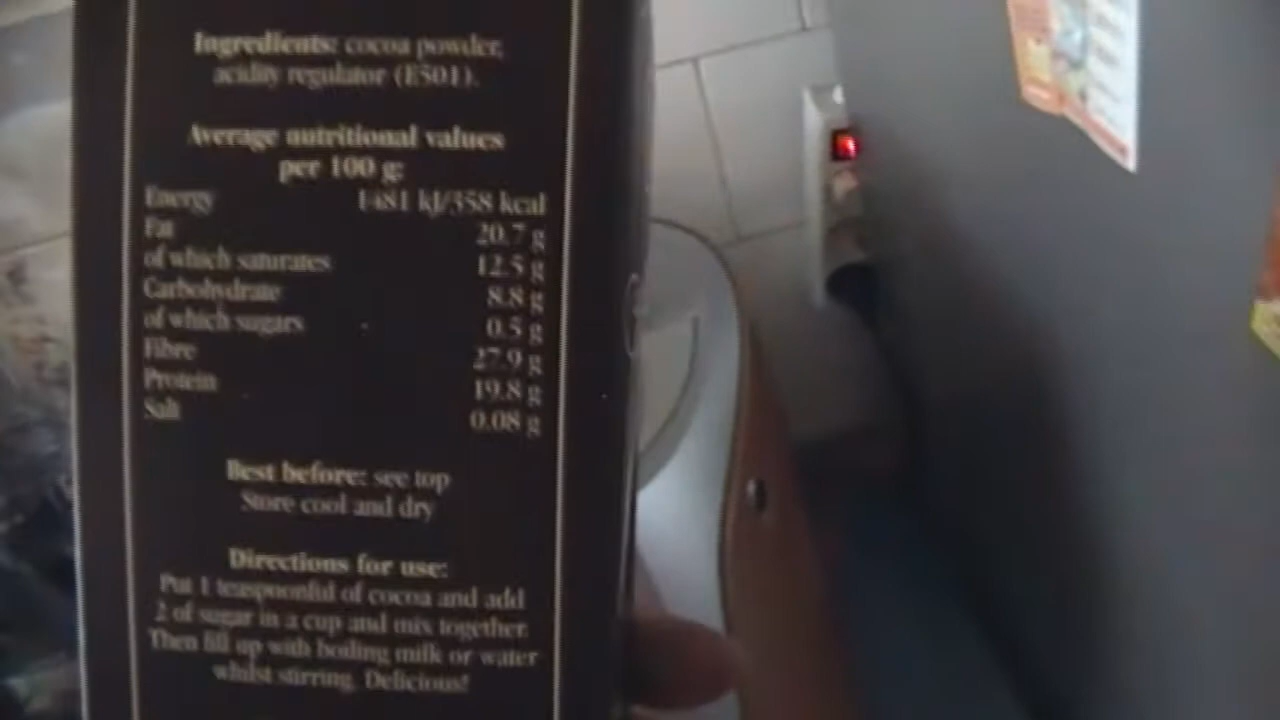 Ingredients: cocoa powder,
acidity regulator (E501).
Average nutritional values
per 100 g:
Energy 1481 kJ/358 kcal
Fat 20.7 g
of which saturates 12.5 g
Carbohydrate 8.8 g
of which sugars 0.5 g
Fibre 27.9 g
Protein 19.8 g
Salt 0.08 g
Best before: see top
Store cool and dry
Directions for use:
Put 1 teaspoonful of cocoa and add
2 of sugar in a cup and mix together.
Then fill up with boiling milk or water
whilst stirring. Delicious!